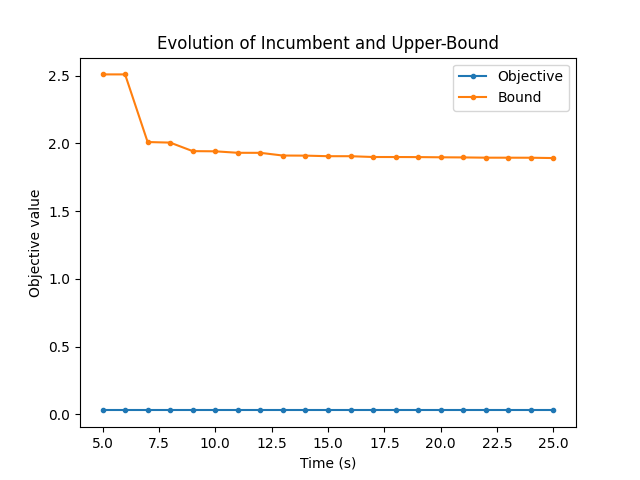 Evolution of Incumbent and Upper-Bound
Objective
Bound
Objective value
2.5
2.0
1.5
1.0
0.5
0.0
5.0 7.5 10.0 12.5 15.0 17.5 20.0 22.5 25.0
Time (s)